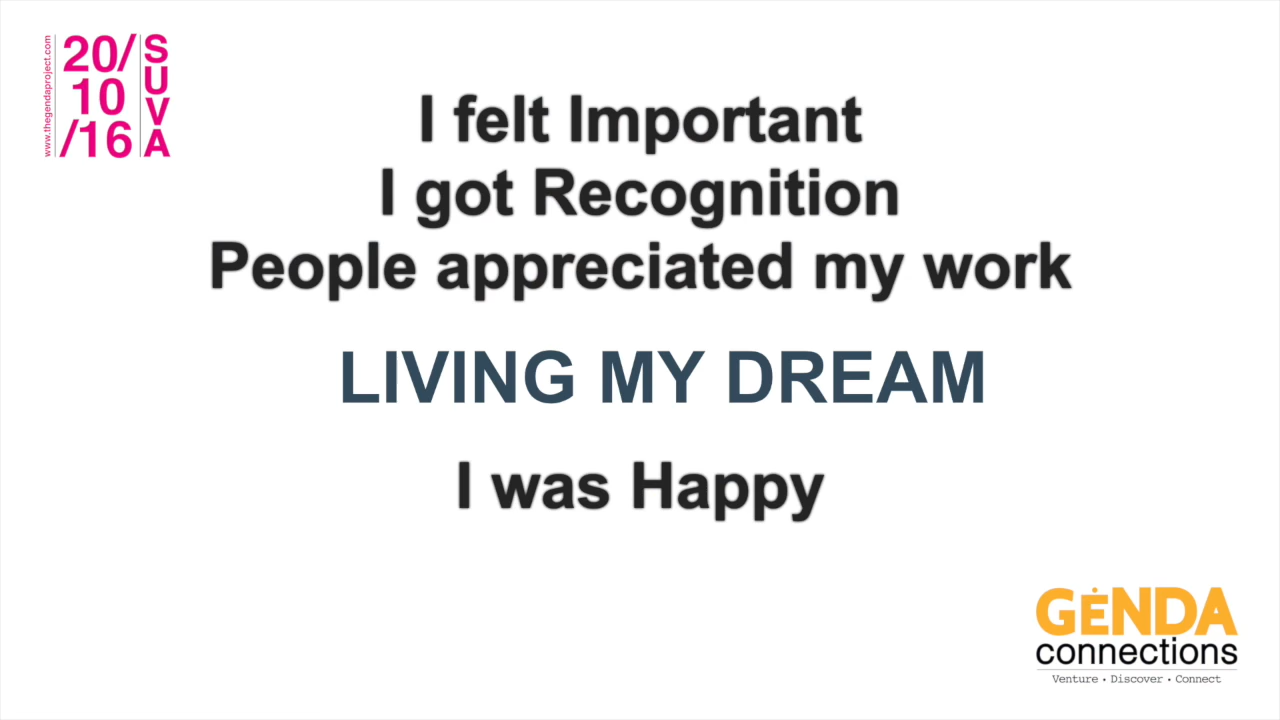 www.thegendaproject.com
20/
10
/16
SUVA
I felt Important
I got Recognition
People appreciated my work
LIVING MY DREAM
I was Happy
GĖNDA
connections
Venture • Discover • Connect